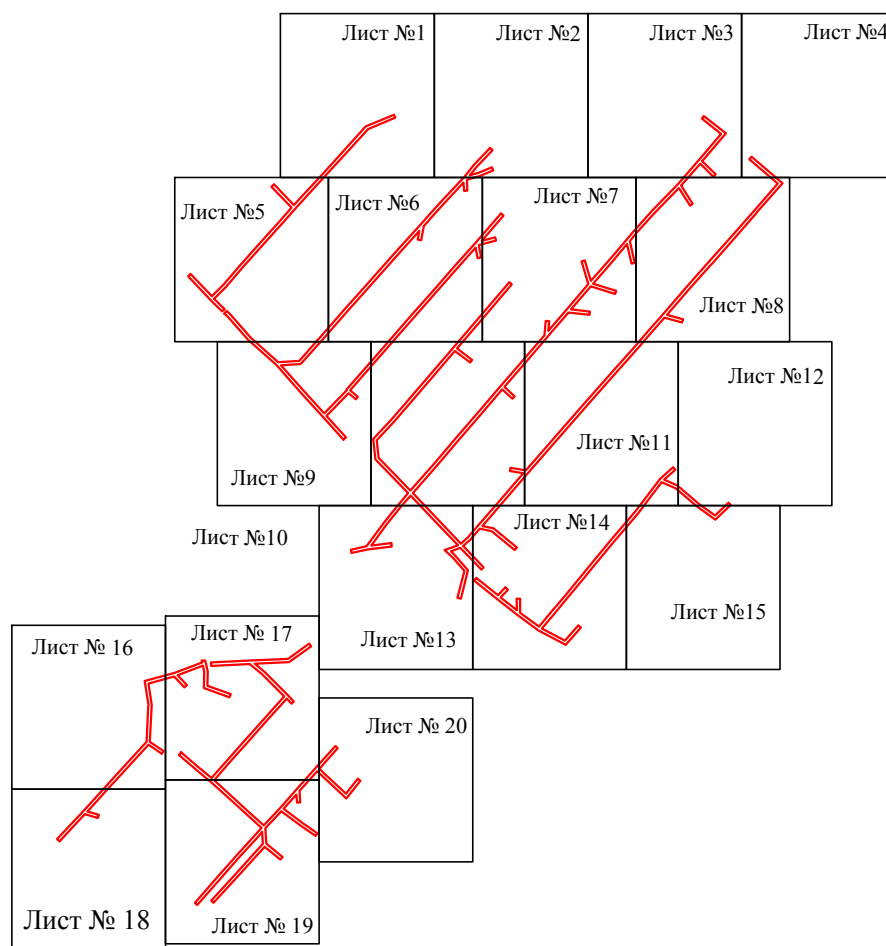 Лист №1
Лист №2
Лист №3
Лист №4
Лист №5
Лист №6
Лист №7
Лист №8
Лист №12
Лист №11
Лист №9
Лист №14
Лист №10
Лист №15
Лист №13
Лист № 17
Лист № 16
Лист № 20
Лист № 18
Лист № 19